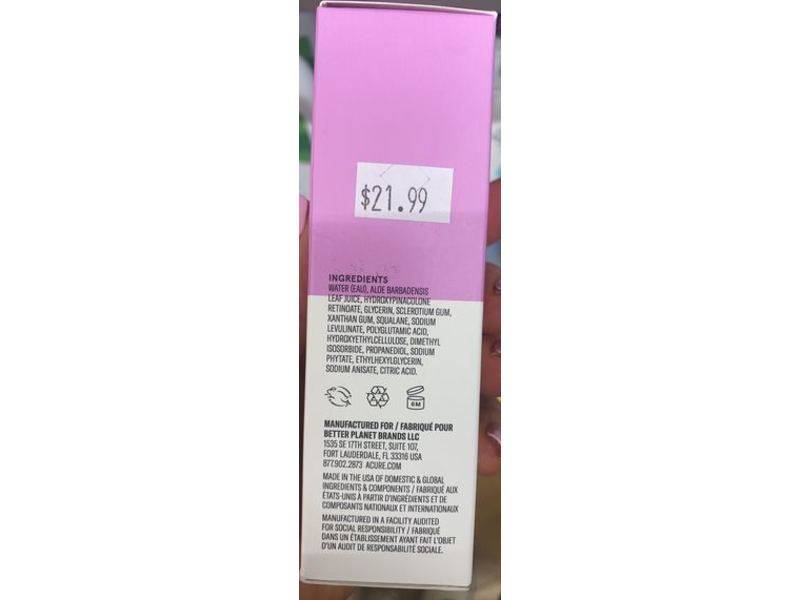 $21.99
INGREDIENTS
WATER (EAU), ALOE BARBADENSIS
LEAF JUICE, HYDROXYPINACOLONE
RETINOATE, GLYCERIN, SCLEROTIUM GUM,
XANTHAN GUM, SQUALANE, SODIUM
LEVULINATE, POLYGLUTAMIC ACID,
HYDROXYETHYLCELLULOSE, DIMETHYL
ISOSORBIDE, PROPANEDIOL, SODIUM
PHYTATE, ETHYLHEXYLGLYCERIN,
SODIUM ANISATE, CITRIC ACID.
6M
MANUFACTURED FOR / FABRIQUÉ POUR
BETTER PLANET BRANDS LLC
1535 SE 17TH STREET, SUITE 107,
FORT LAUDERDALE, FL 33316 USA
877.902.2873 ACURE.COM
MADE IN THE USA OF DOMESTIC & GLOBAL
INGREDIENTS & COMPONENTS / FABRIQUÉ AUX
ÉTATS-UNIS À PARTIR D'INGRÉDIENTS ET DE
COMPOSANTS NATIONAUX ET INTERNATIONAUX
MANUFACTURED IN A FACILITY AUDITED
FOR SOCIAL RESPONSIBILITY / FABRIQUÉ
DANS UN ÉTABLISSEMENT AYANT FAIT L'OBJET
D'UN AUDIT DE RESPONSABILITÉ SOCIALE.